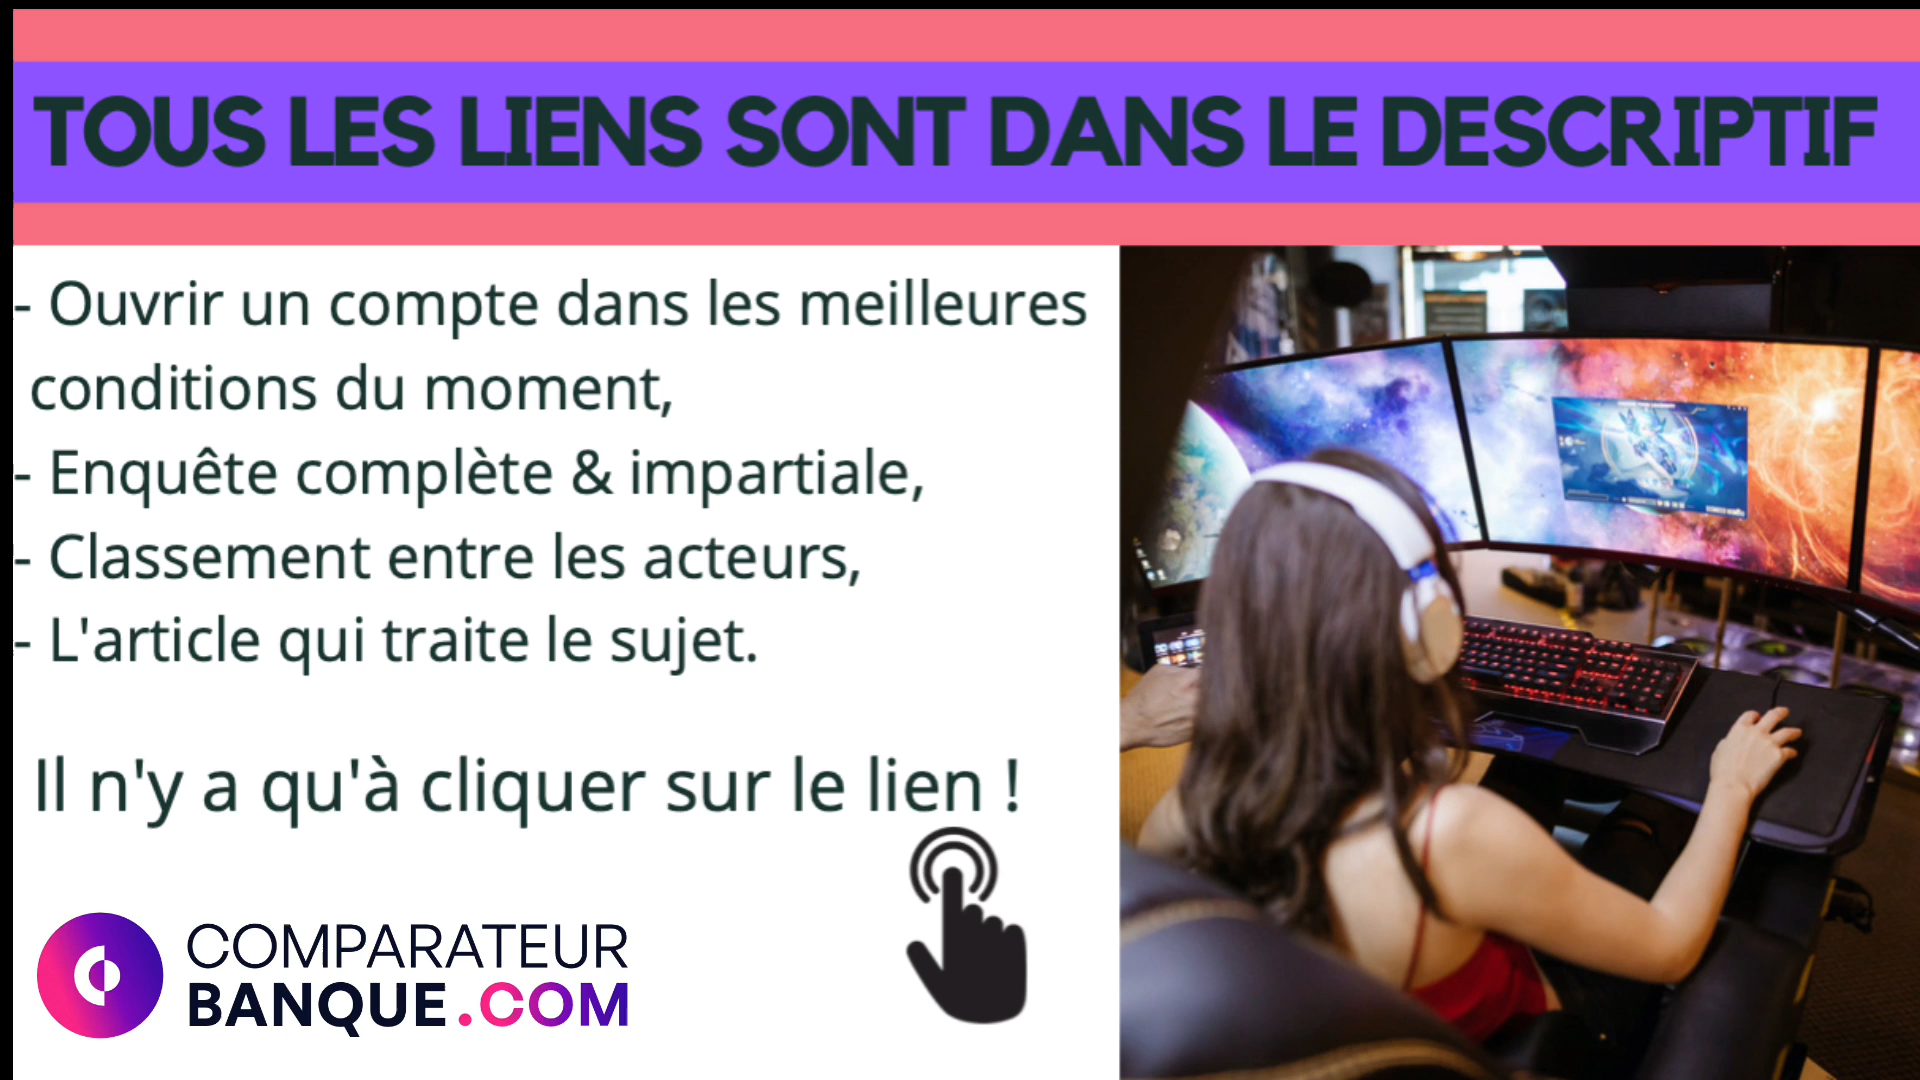 TOUS LES LIENS SONT DANS LE DESCRIPTIF
- Ouvrir un compte dans les meilleures
conditions du moment,
- Enquête complète & impartiale,
- Classement entre les acteurs,
- L'article qui traite le sujet.
Il n'y a qu'à cliquer sur le lien !
COMPARATEUR
BANQUE.COM